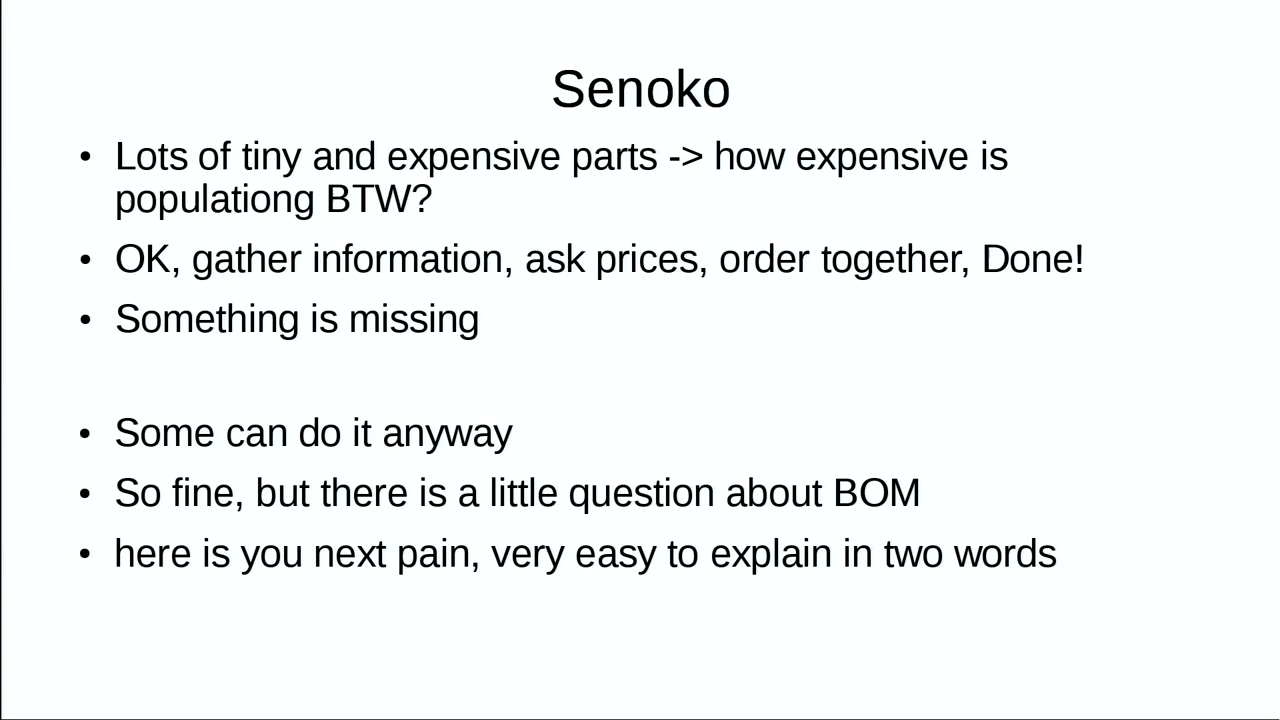 Senoko
• Lots of tiny and expensive parts -> how expensive is
populationg BTW?
• OK, gather information, ask prices, order together, Done!
• Something is missing
• Some can do it anyway
• So fine, but there is a little question about BOM
• here is you next pain, very easy to explain in two words